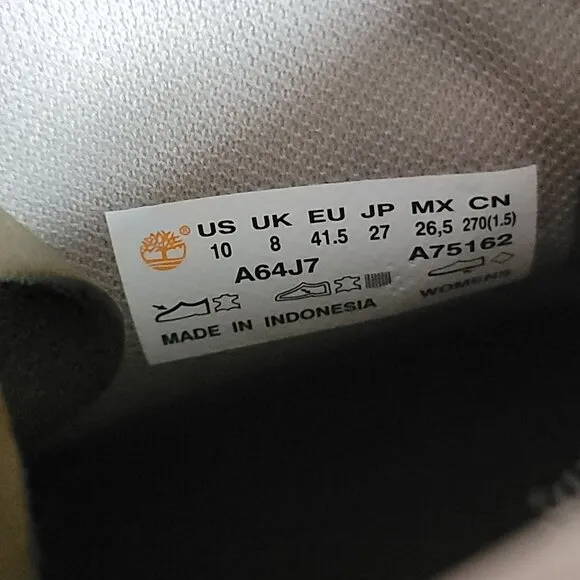 ® US UK EU JP MX CN
10 8 41.5 27 26,5 270(1.5)
A64J7 A75162
MADE IN INDONESIA WOMENS